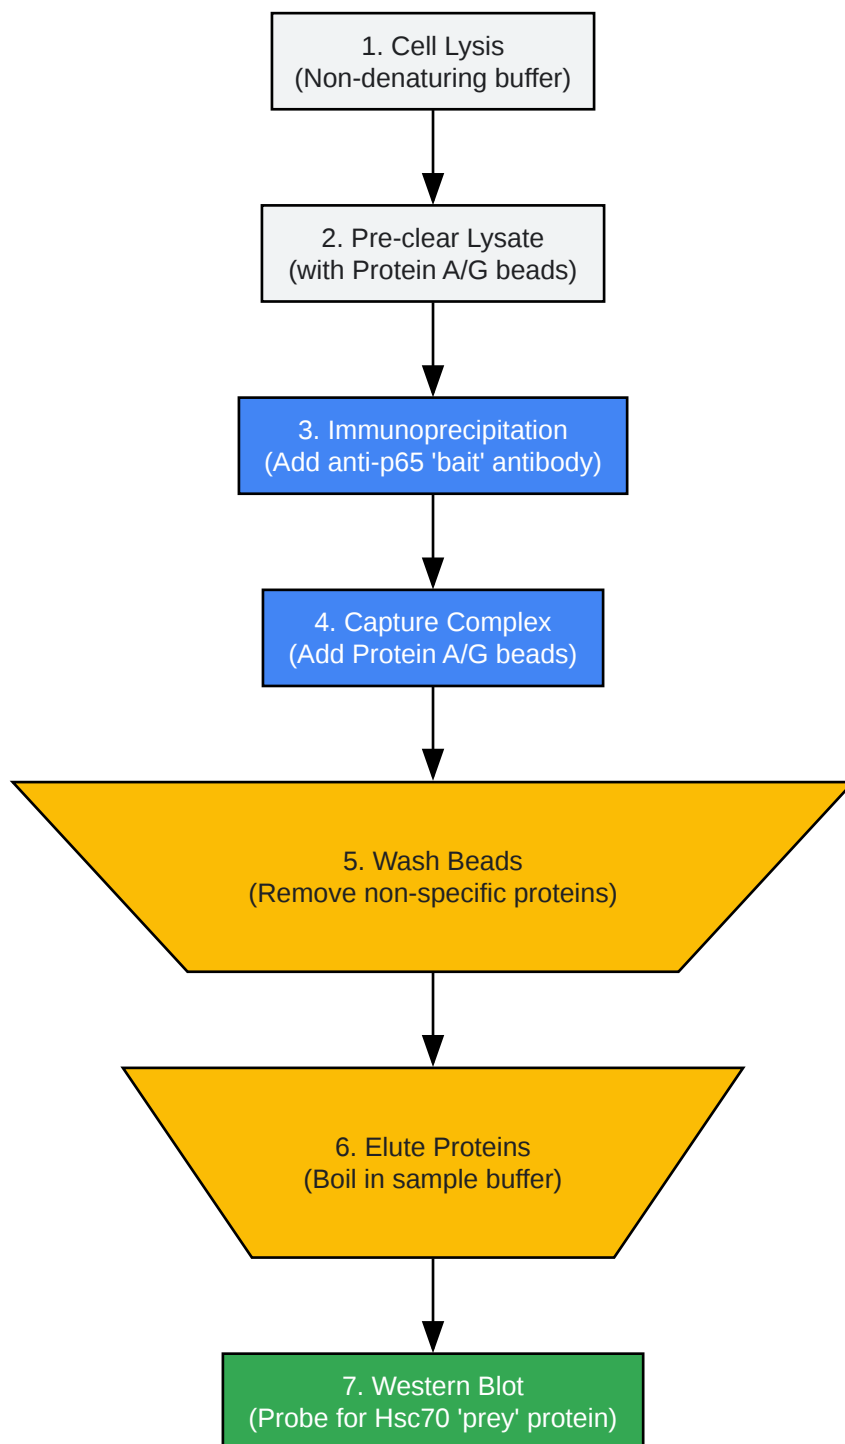 1. Cell Lysis
(Non-denaturing buffer)
2. Pre-clear Lysate
(with Protein A/G beads)
3. Immunoprecipitation
(Add anti-p65 'bait' antibody)
4. Capture Complex
(Add Protein A/G beads)
5. Wash Beads
(Remove non-specific proteins)
6. Elute Proteins
(Boil in sample buffer)
7. Western Blot
(Probe for Hsc70 'prey' protein)